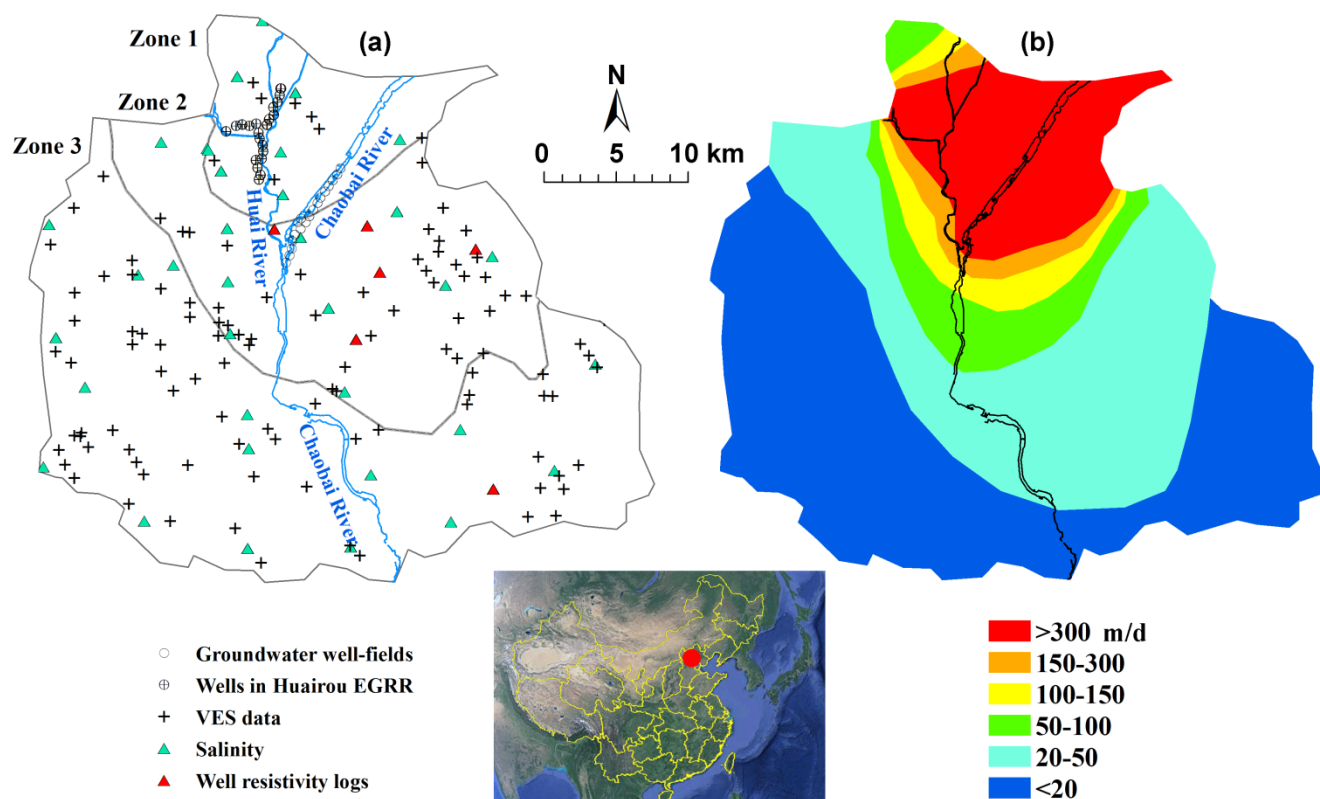 Zone 1
(a)
(b)
Zone 2
N
Zone 3
0 5 10 km
Chaobai River
Huai River
Chaobai River
Groundwater well-fields
Wells in Huairou EGRR
VES data
Salinity
Well resistivity logs
>300 m/d
150-300
100-150
50-100
20-50
<20